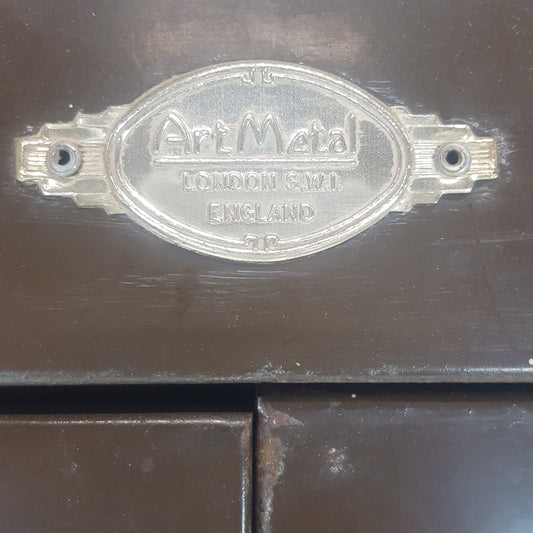 Art Metal
LONDON S.W.1.
ENGLAND